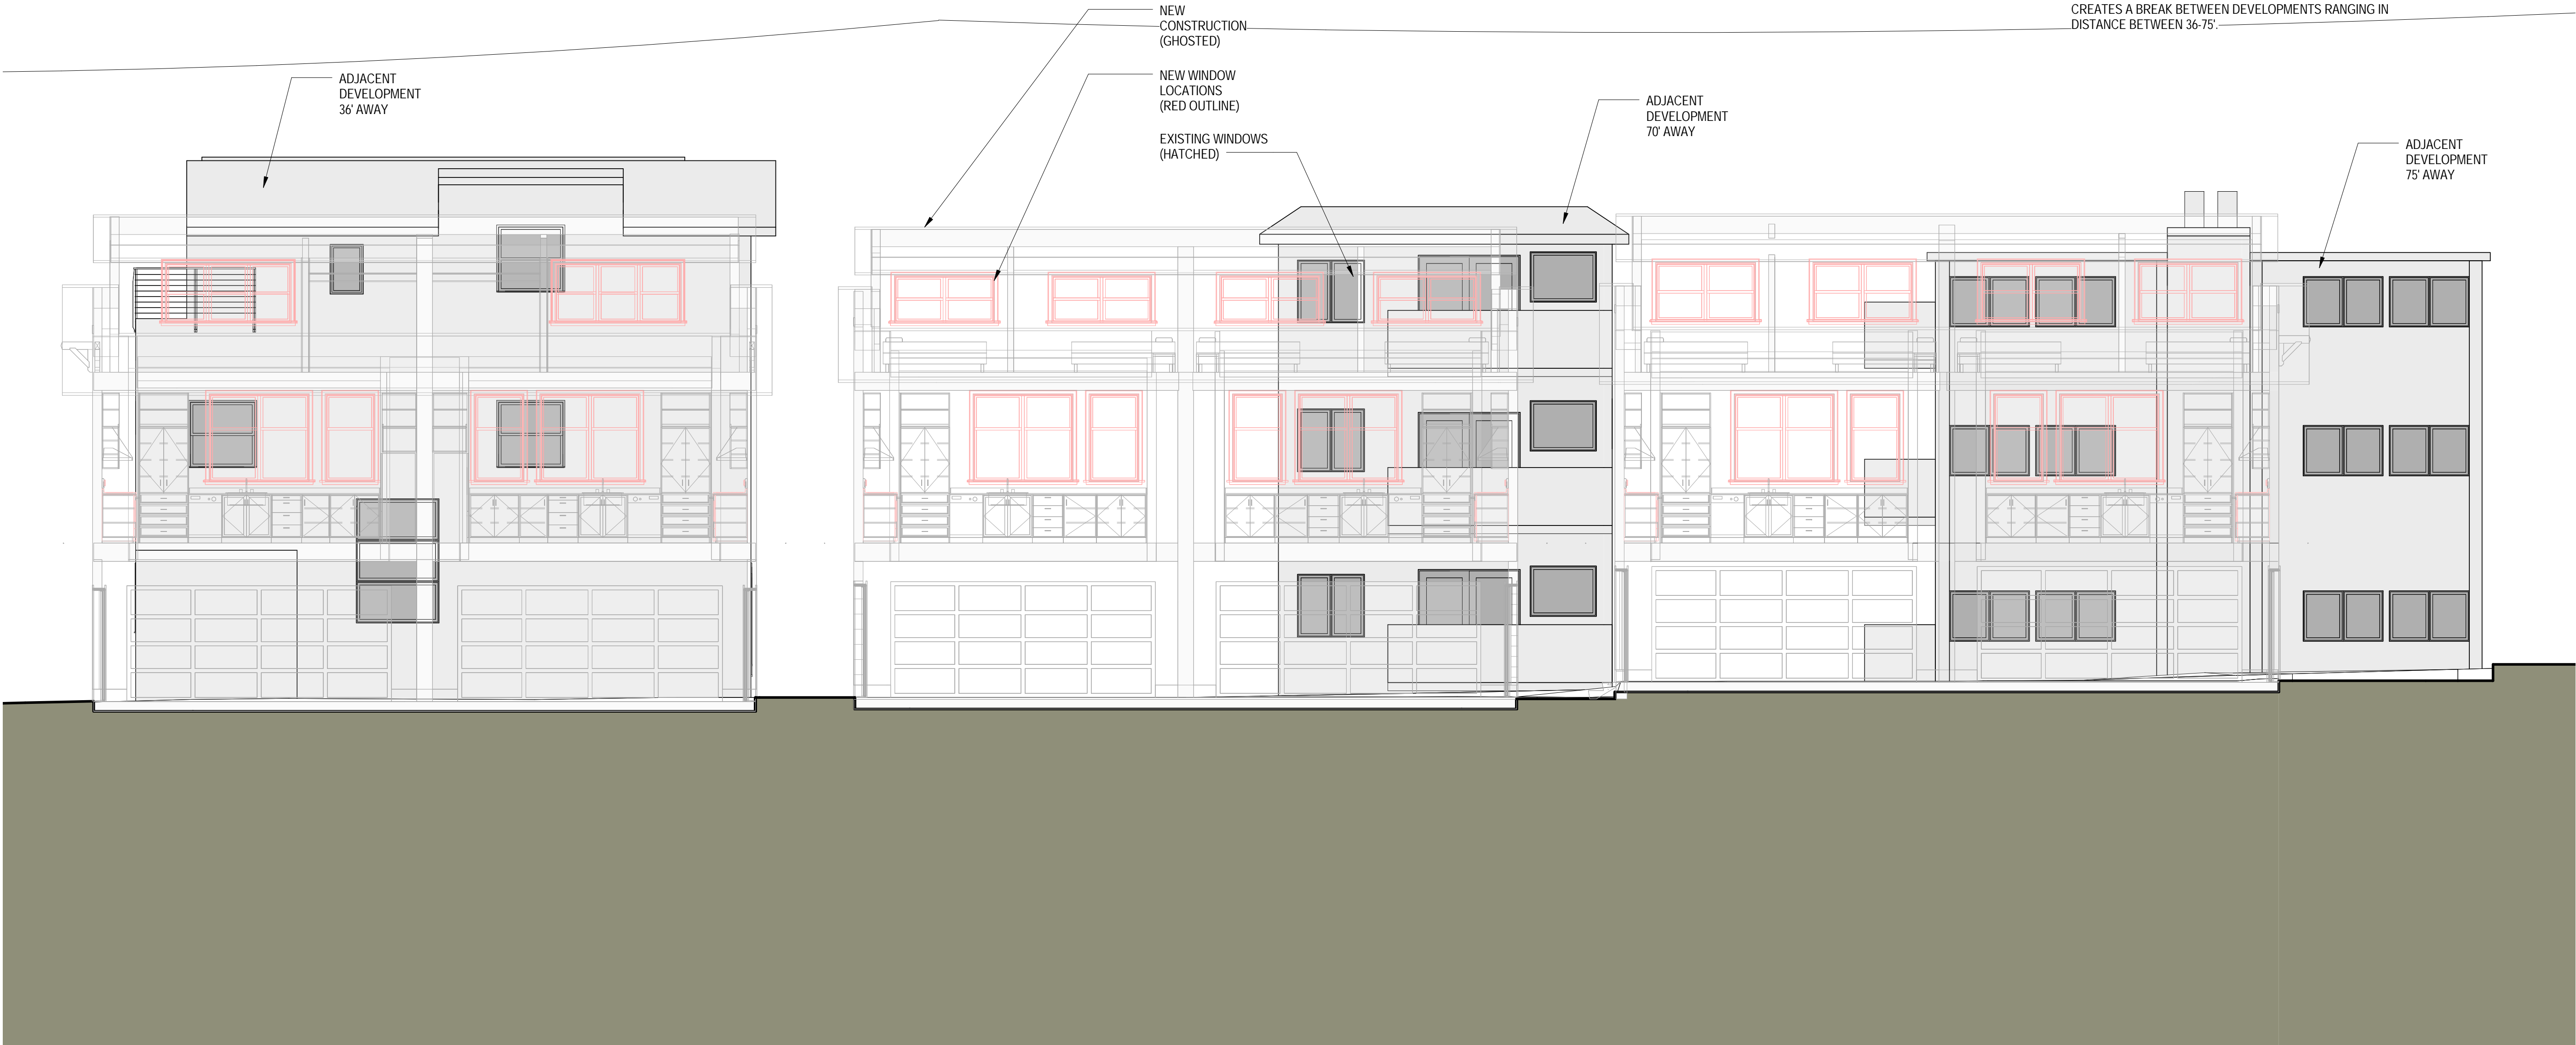 NEW
CONSTRUCTION
(GHOSTED)
CREATES A BREAK BETWEEN DEVELOPMENTS RANGING IN
DISTANCE BETWEEN 36-75'.
ADJACENT
DEVELOPMENT
36' AWAY
NEW WINDOW
LOCATIONS
(RED OUTLINE)
EXISTING WINDOWS
(HATCHED)
ADJACENT
DEVELOPMENT
70' AWAY
ADJACENT
DEVELOPMENT
75' AWAY